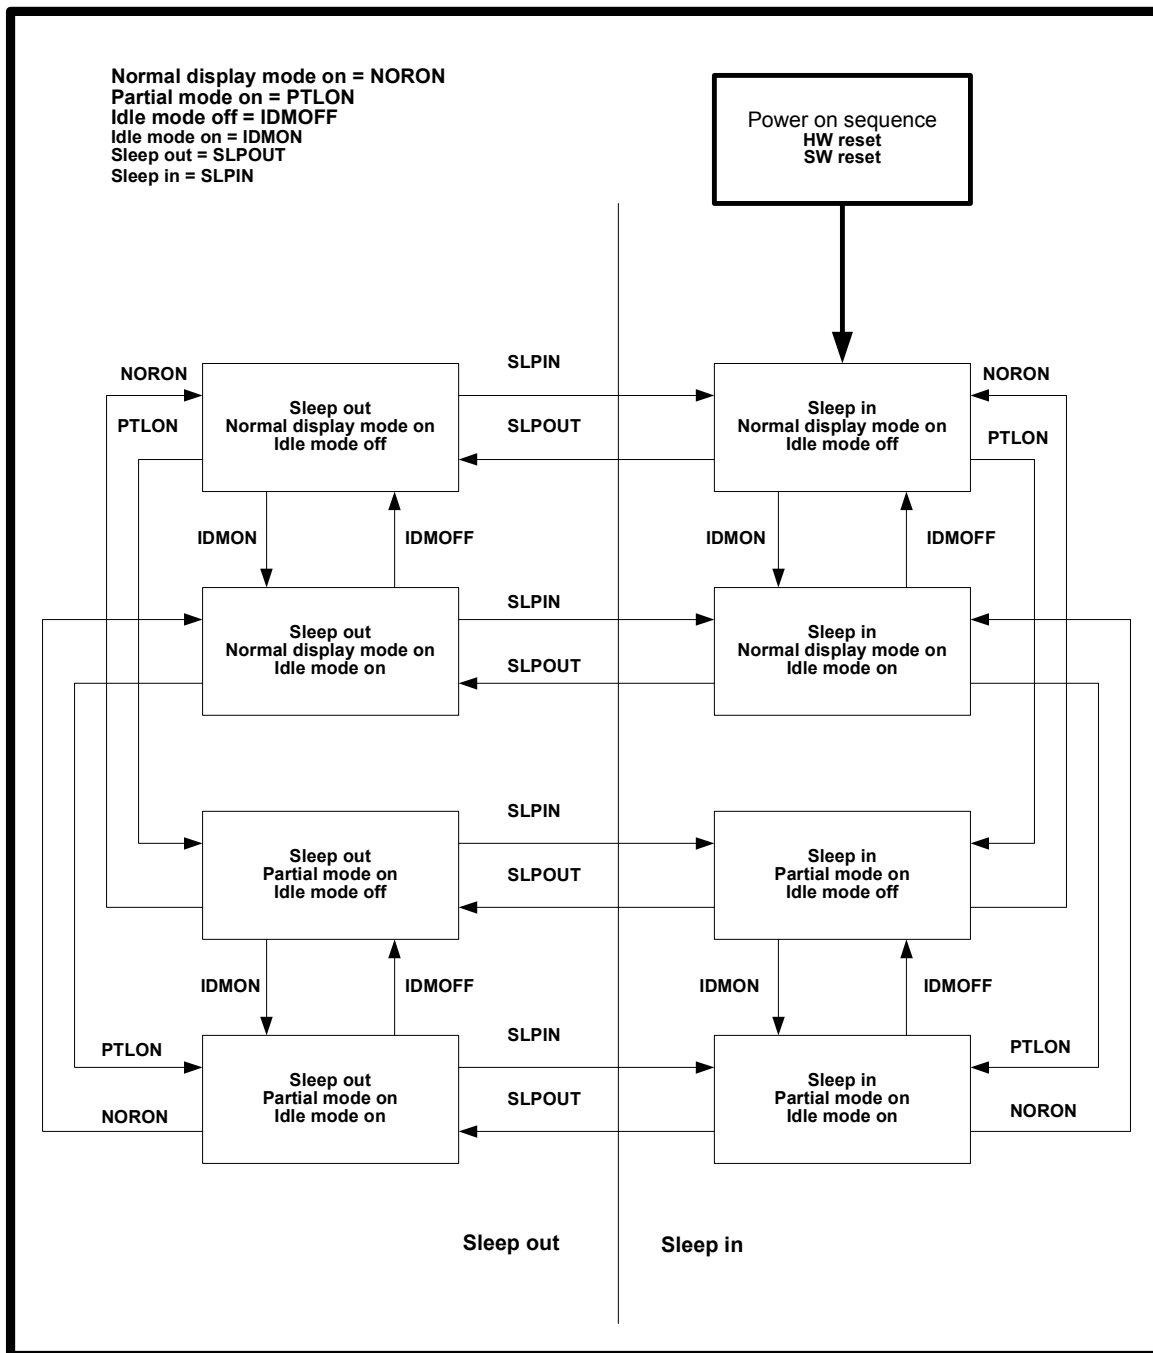 Normal display mode on = NORON
Partial mode on = PTLON
Idle mode off = IDMOFF
Idle mode on = IDMON
Sleep out = SLPOUT
Sleep in = SLPIN
Power on sequence
HW reset
SW reset
NORON
PTLON
Sleep out
Normal display mode on
Idle mode off
SLPIN
SLPOUT
Sleep in
Normal display mode on
Idle mode off
NORON
PTLON
IDMON
IDMOFF
IDMON
IDMOFF
Sleep out
Normal display mode on
Idle mode on
SLPIN
SLPOUT
Sleep in
Normal display mode on
Idle mode on
Sleep out
Partial mode on
Idle mode off
SLPIN
SLPOUT
Sleep in
Partial mode on
Idle mode off
IDMON
IDMOFF
IDMON
IDMOFF
PTLON
NORON
Sleep out
Partial mode on
Idle mode on
SLPIN
SLPOUT
Sleep in
Partial mode on
Idle mode on
PTLON
NORON
Sleep out
Sleep in